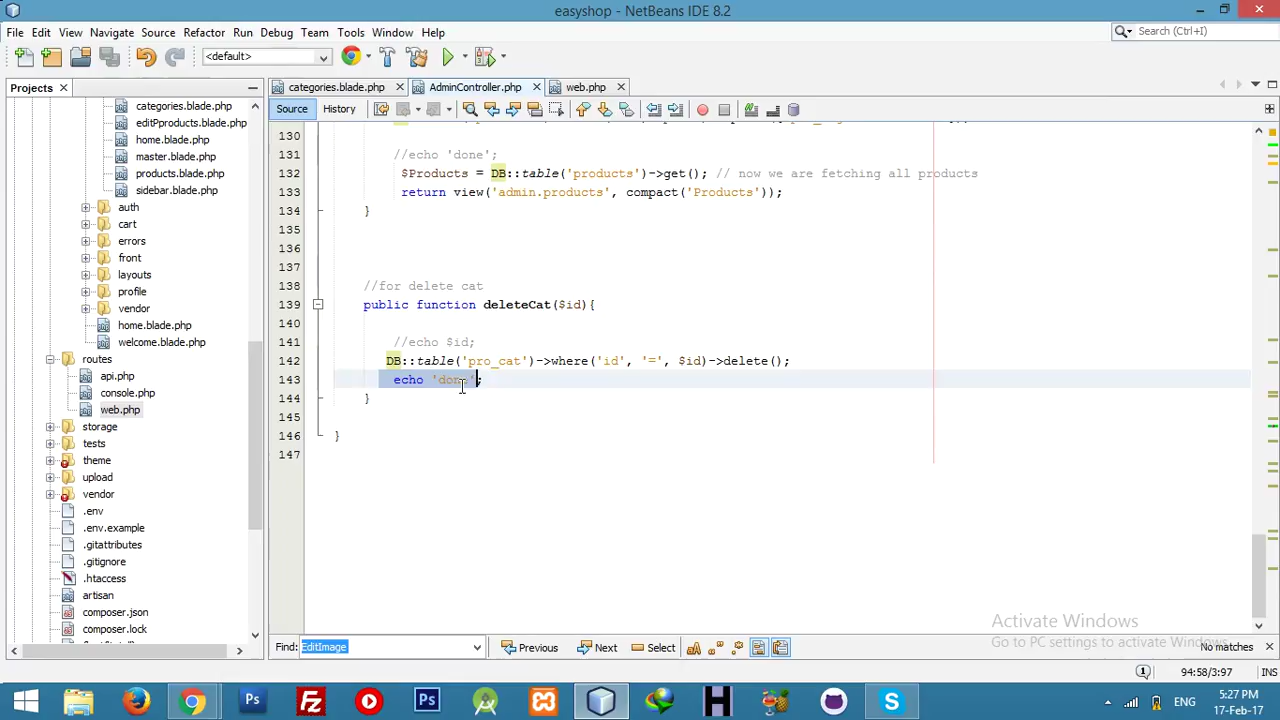 easyshop - NetBeans IDE 8.2
File Edit View Navigate Source Refactor Run Debug Team Tools Window Help
Search (Ctrl+I)
<default>
Projects
categories.blade.php
AdminController.php
web.php
Source History
categories.blade.php
editPproducts.blade.php
home.blade.php
master.blade.php
products.blade.php
sidebar.blade.php
auth
cart
errors
front
layouts
profile
vendor
home.blade.php
welcome.blade.php
routes
api.php
console.php
web.php
storage
tests
theme
upload
vendor
.env
.env.example
.gitattributes
.gitignore
.htaccess
artisan
composer.json
composer.lock
130
131 //echo 'done';
132 $Products = DB::table('products')->get(); // now we are fetching all products
133 return view('admin.products', compact('Products'));
134 }
135
136
137
138 //for delete cat
139 public function deleteCat($id){
140
141 //echo $id;
142 DB::table('pro_cat')->where('id', '=', $id)->delete();
143 echo 'done';
144 }
145
146 }
147
Activate Windows
Go to PC settings to activate Windows.
Find: EditImage Previous Next Select No matches
1 94:58/3:97 INS
ENG 5:27 PM
17-Feb-17